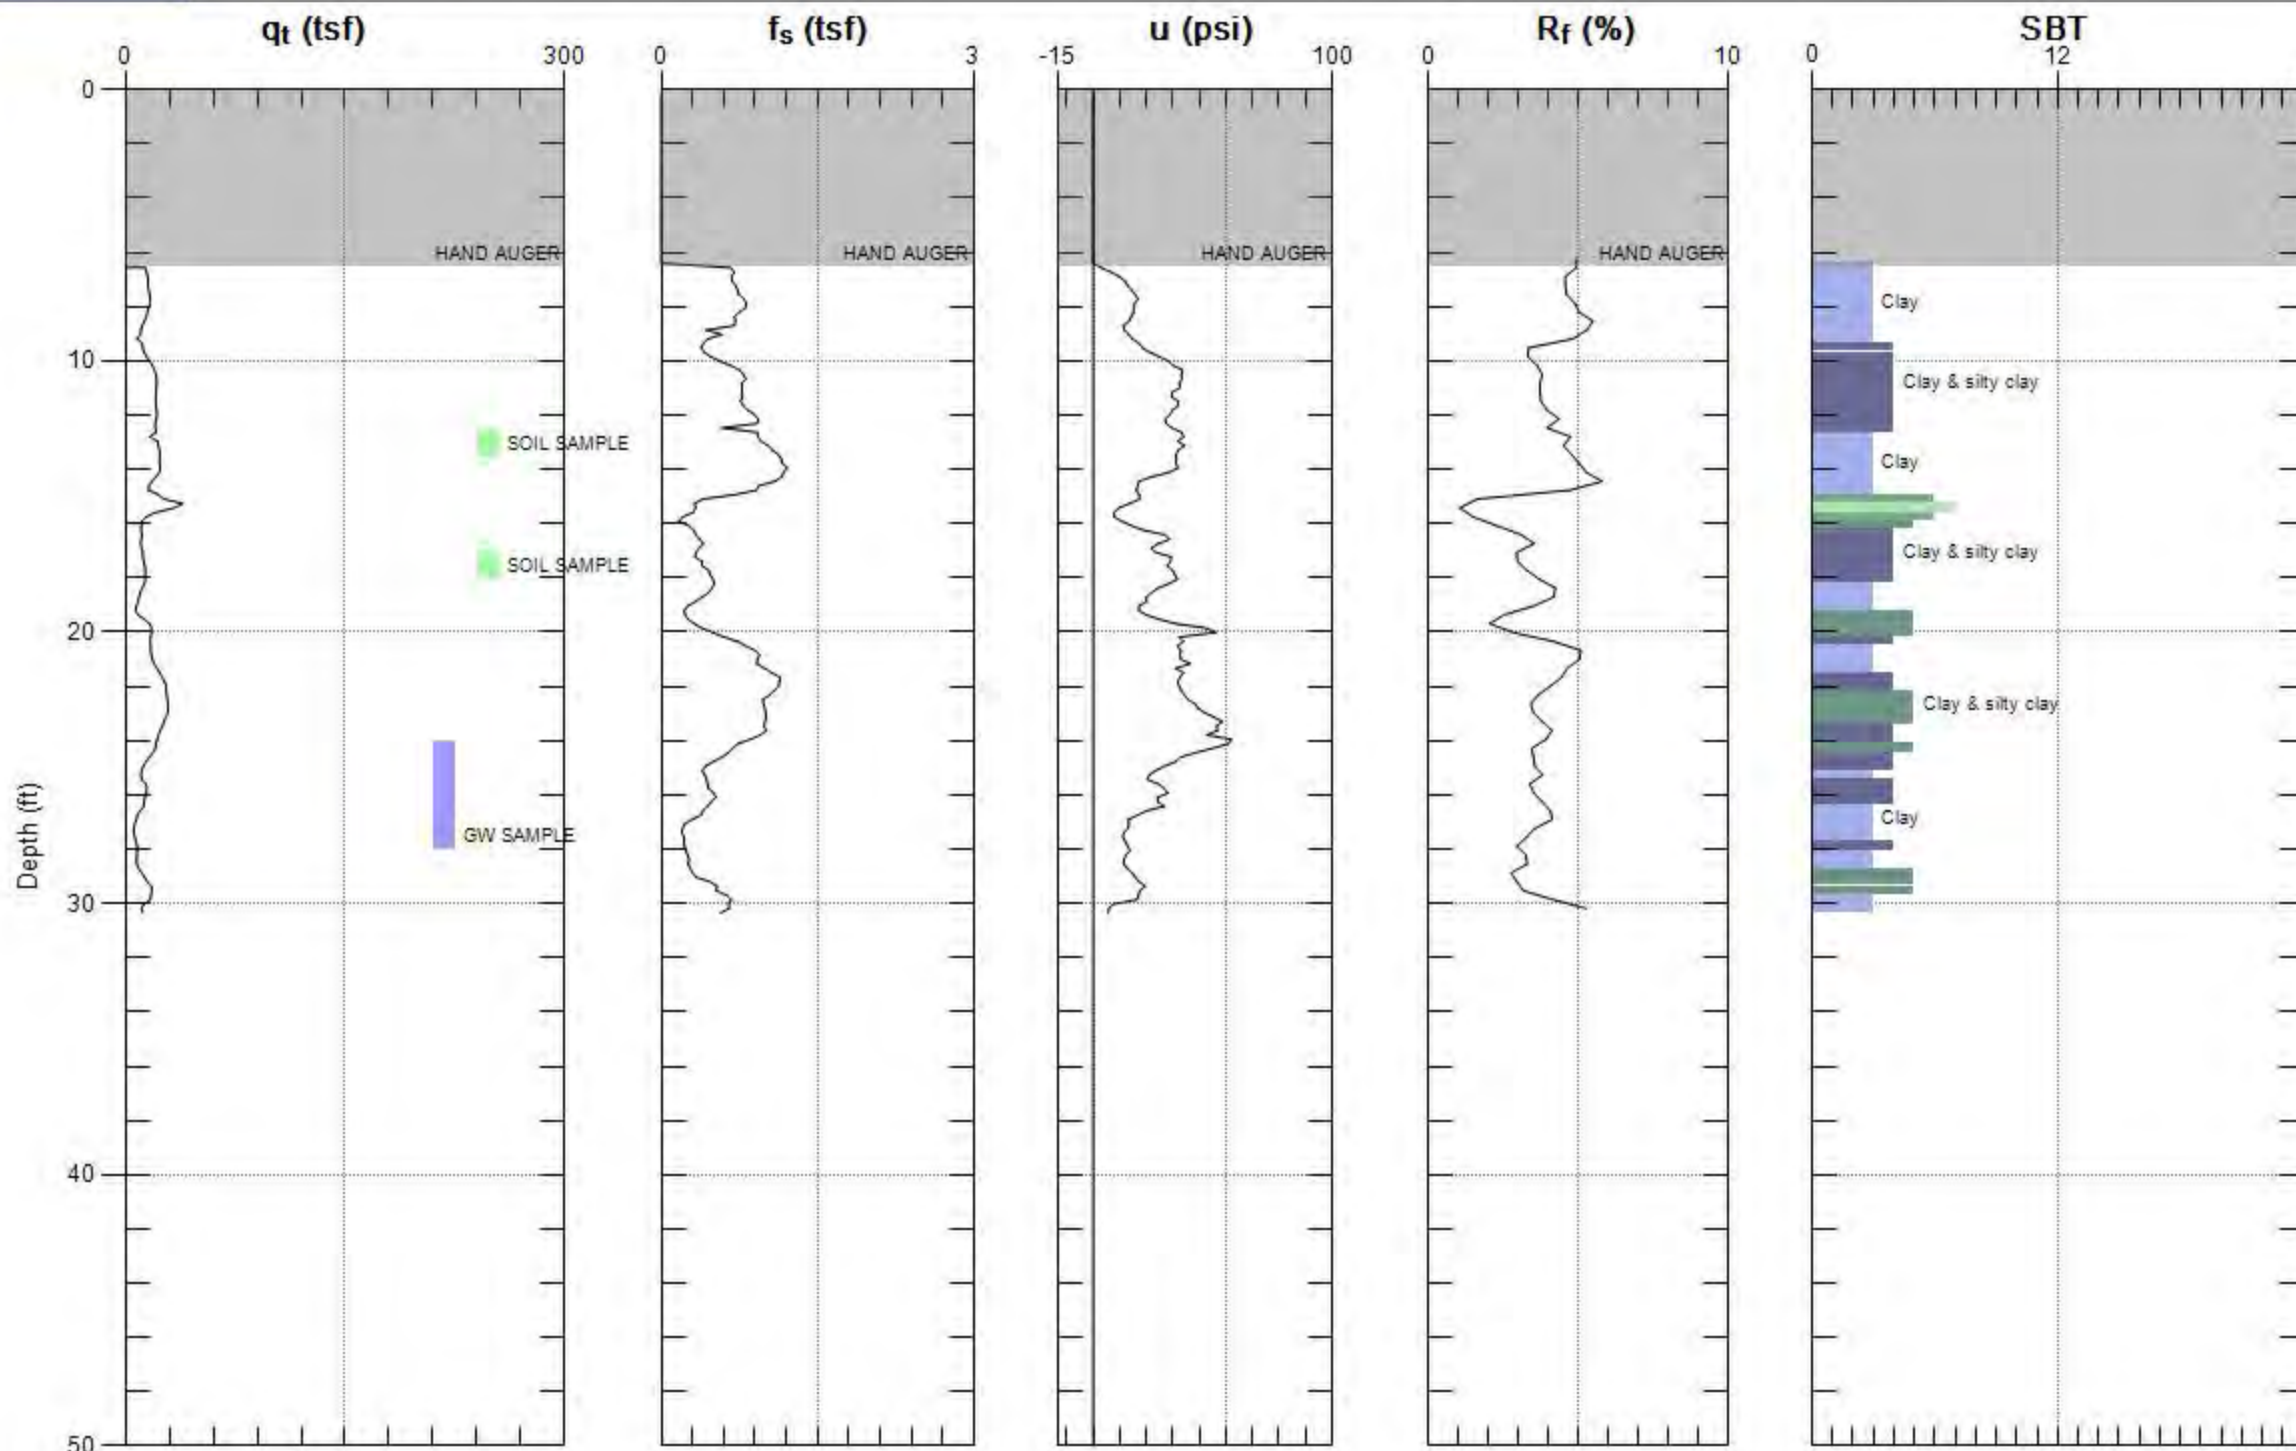 qt (tsf)
fs (tsf)
u (psi)
Rf (%)
SBT
0 300
0 3
-15 100
0 10
0 12
0
HAND AUGER
HAND AUGER
HAND AUGER
HAND AUGER
Clay
10
Clay & silty clay
SOIL SAMPLE
Clay
Clay & silty clay
SOIL SAMPLE
20
Clay & silty clay
Depth (ft)
Clay
GW SAMPLE
30
40
50